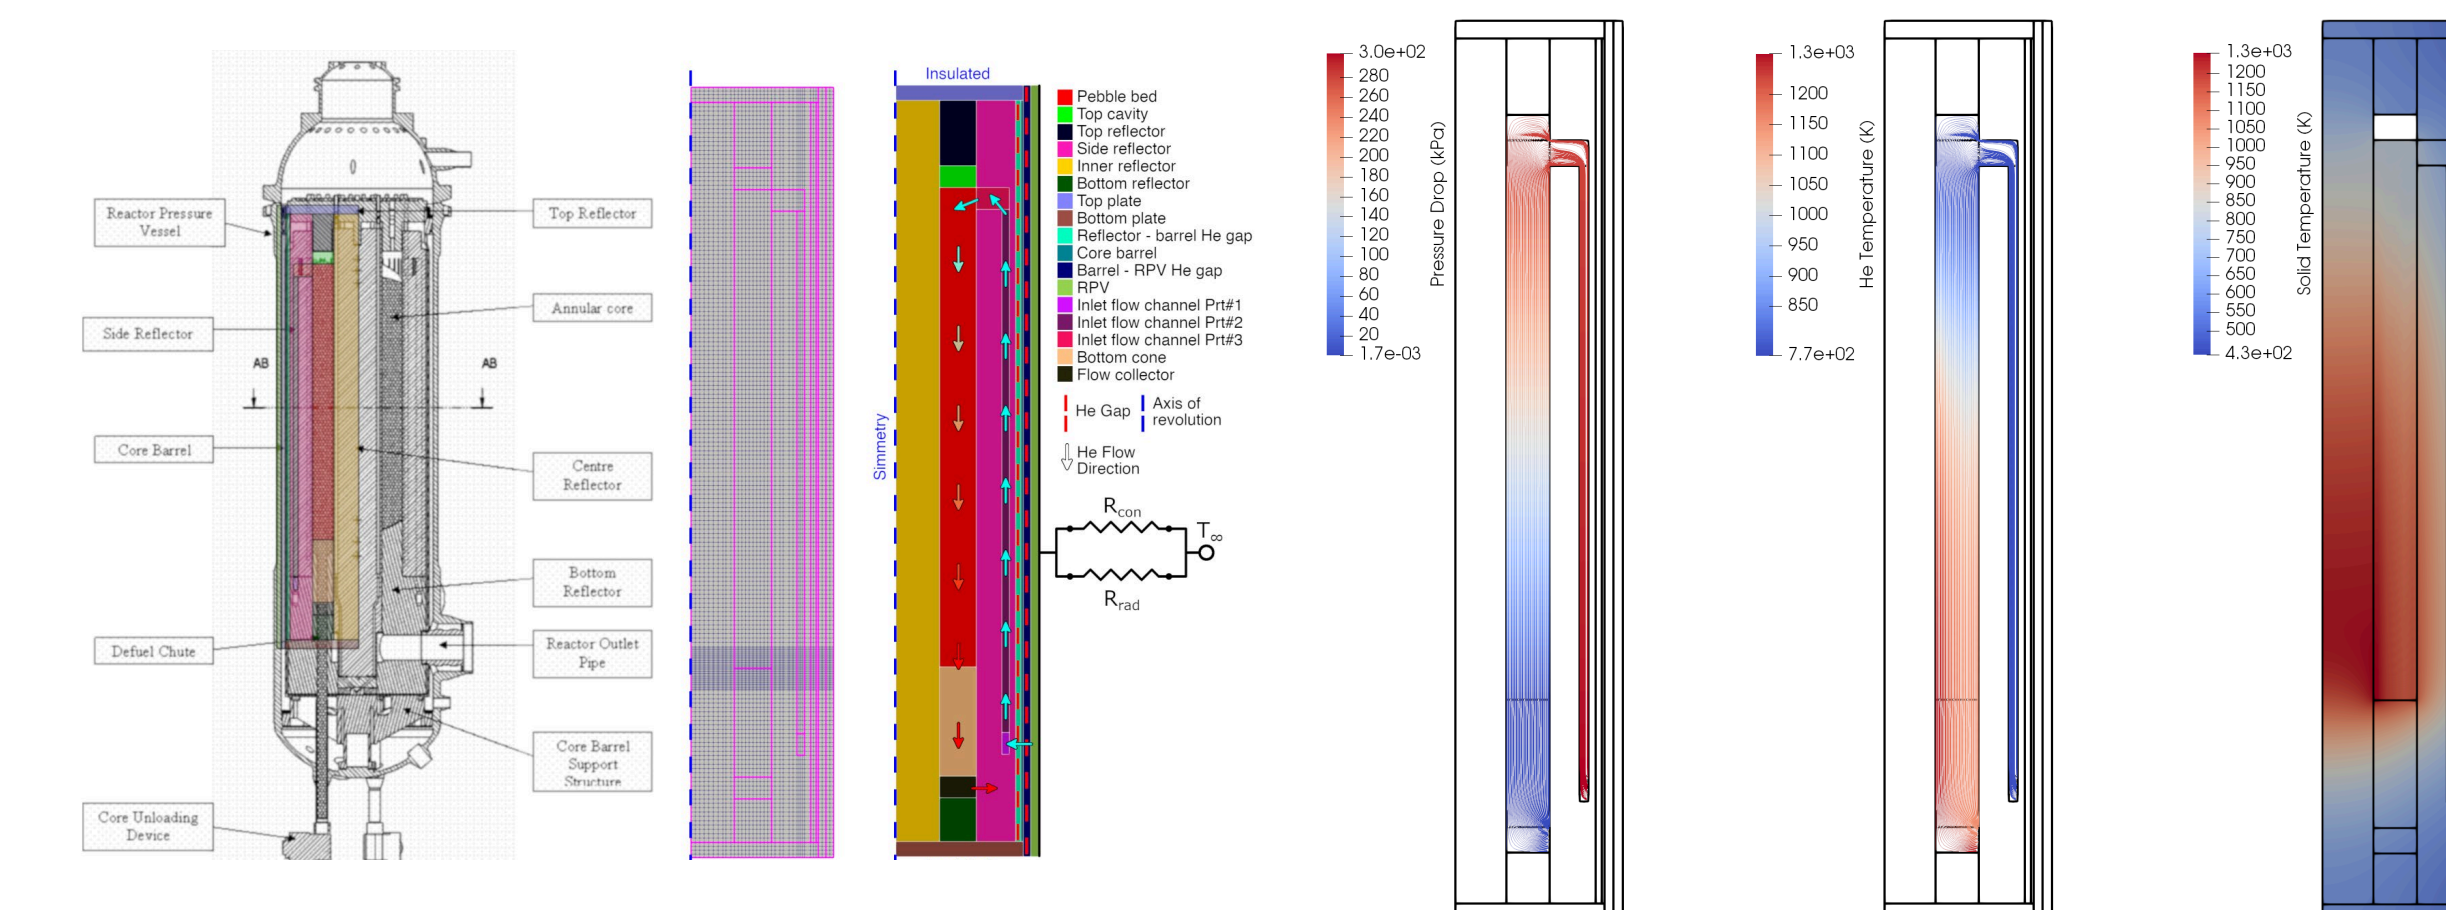 Reactor Pressure
Vessel
Side Reflector
AB
AB
Core Barrel
Defuel Chute
Core Unloading
Device
Top Reflector
Annular core
Centre
Reflector
Bottom
Reflector
Reactor Outlet
Pipe
Core Barrel
Support
Structure
Insulated
Simmetry
Pebble bed
Top cavity
Top reflector
Side reflector
Inner reflector
Bottom reflector
Top plate
Bottom plate
Reflector - barrel He gap
Core barrel
Barrel - RPV He gap
RPV
Inlet flow channel Prt#1
Inlet flow channel Prt#2
Inlet flow channel Prt#3
Bottom cone
Flow collector
He Gap
Axis of
revolution
He Flow
Direction
Rcon
T∞
Rrad
3.0e+02
280
260
240
220
200
180
160
140
120
100
80
60
40
20
1.7e-03
Pressure Drop (kPa)
1.3e+03
1200
1150
1100
1050
1000
950
900
850
7.7e+02
He Temperature (K)
1.3e+03
1200
1150
1100
1050
1000
950
900
850
800
750
700
650
600
550
500
4.3e+02
Solid Temperature (K)